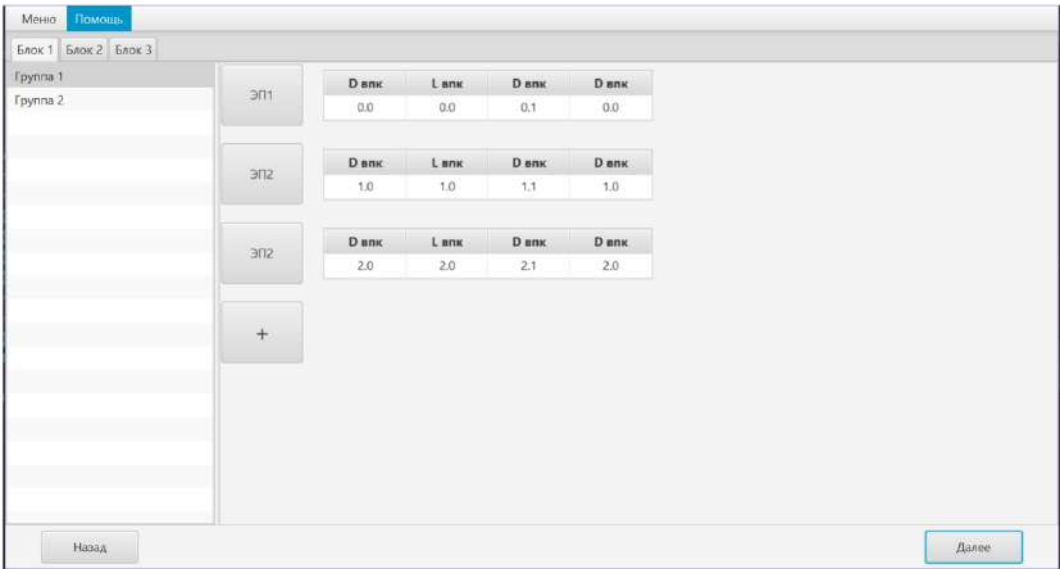 Меню Помощь
Блок 1 Блок 2 Блок 3
Группа 1
Группа 2
ЭП1
D впк L впк D впк D впк
0.0 0.0 0.1 0.0
ЭП2
D впк L впк D впк D впк
1.0 1.0 1.1 1.0
ЭП2
D впк L впк D впк D впк
2.0 2.0 2.1 2.0
+
Назад Далее